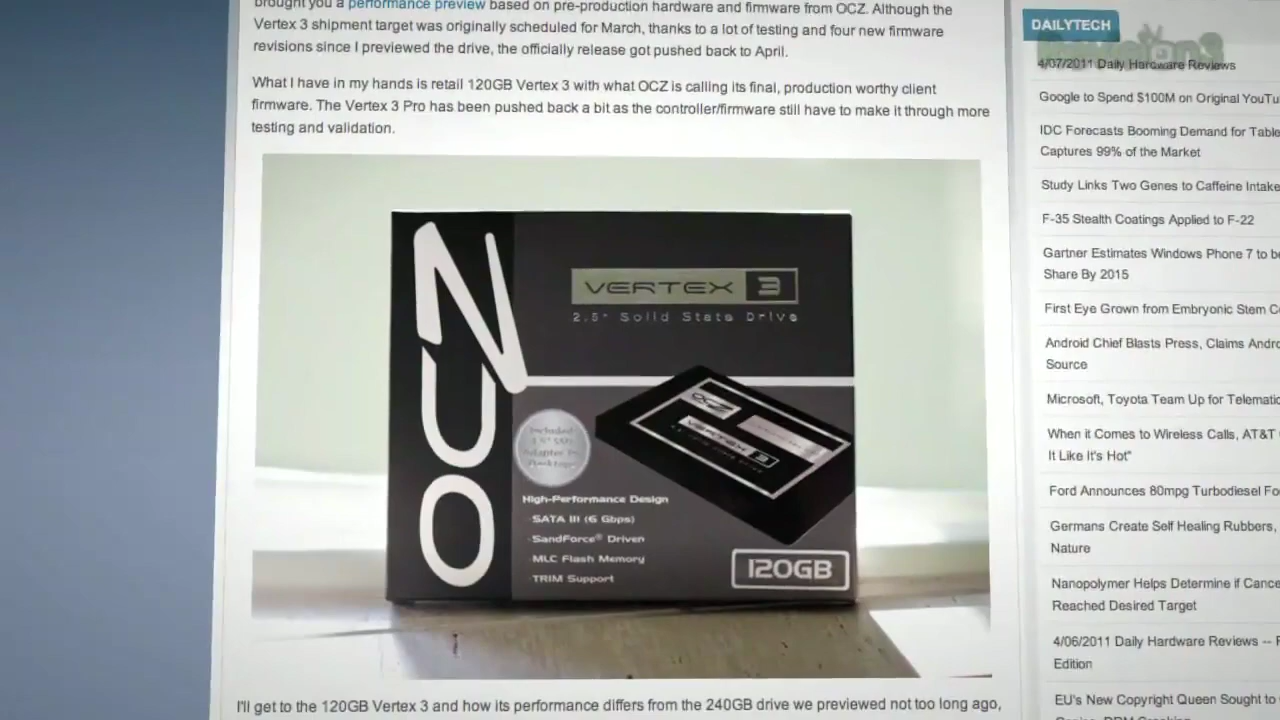 brought you a performance preview based on pre-production hardware and firmware from OCZ. Although the
Vertex 3 shipment target was originally scheduled for March, thanks to a lot of testing and four new firmware
revisions since I previewed the drive, the officially release got pushed back to April.
What I have in my hands is retail 120GB Vertex 3 with what OCZ is calling its final, production worthy client
firmware. The Vertex 3 Pro has been pushed back a bit as the controller/firmware still have to make it through more
testing and validation.
VERTEX 3
2.5" Solid State Drive
OCZ
VERTEX 3
Included
3.5" SSD
Adapter
High-Performance Design
· SATA III (6 Gbps)
· SandForce® Driven
· MLC Flash Memory
· TRIM Support
120GB
I'll get to the 120GB Vertex 3 and how its performance differs from the 240GB drive we previewed not too long ago,
DAILYTECH
4/07/2011 Daily Hardware Reviews
Google to Spend $100M on Original YouTu
IDC Forecasts Booming Demand for Table
Captures 99% of the Market
Study Links Two Genes to Caffeine Intake
F-35 Stealth Coatings Applied to F-22
Gartner Estimates Windows Phone 7 to be
Share By 2015
First Eye Grown from Embryonic Stem C
Android Chief Blasts Press, Claims Andro
Source
Microsoft, Toyota Team Up for Telematic
When it Comes to Wireless Calls, AT&T
It Like It's Hot"
Ford Announces 80mpg Turbodiesel Fo
Germans Create Self Healing Rubbers,
Nature
Nanopolymer Helps Determine if Cance
Reached Desired Target
4/06/2011 Daily Hardware Reviews --
Edition
EU's New Copyright Queen Sought to